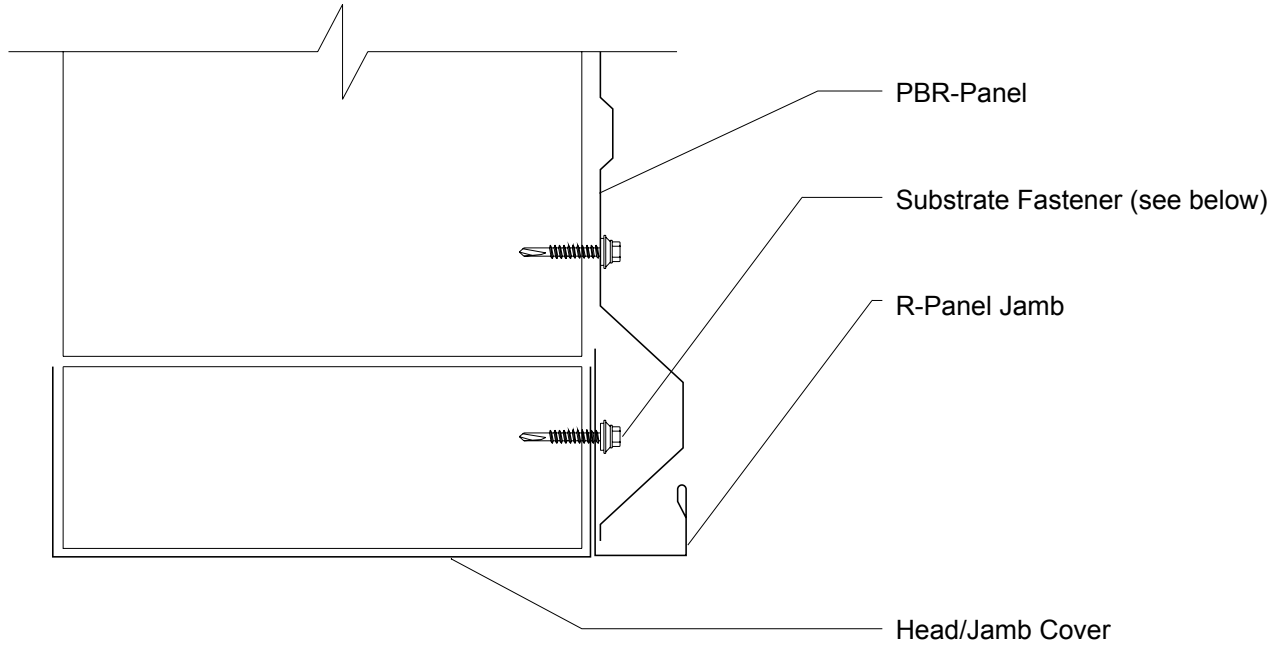 PBR-Panel
Substrate Fastener (see below)
R-Panel Jamb
Head/Jamb Cover